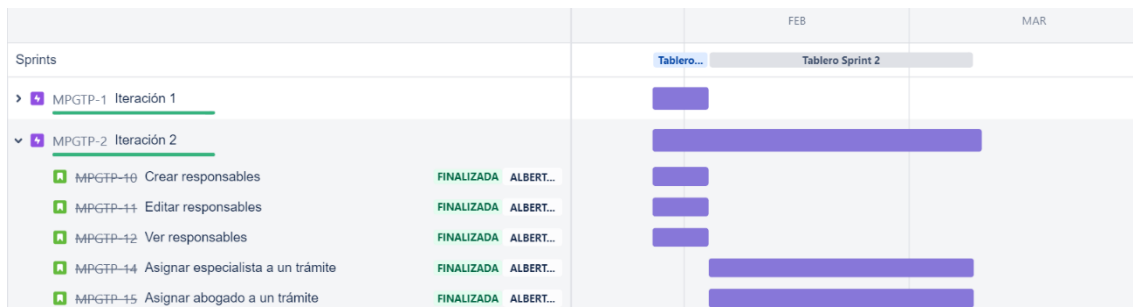 FEB MAR
Sprints Tablero... Tablero Sprint 2
MPGTP-1 Iteración 1
MPGTP-2 Iteración 2
MPGTP-10 Crear responsables FINALIZADA ALBERT...
MPGTP-11 Editar responsables FINALIZADA ALBERT...
MPGTP-12 Ver responsables FINALIZADA ALBERT...
MPGTP-14 Asignar especialista a un trámite FINALIZADA ALBERT...
MPGTP-15 Asignar abogado a un trámite FINALIZADA ALBERT...